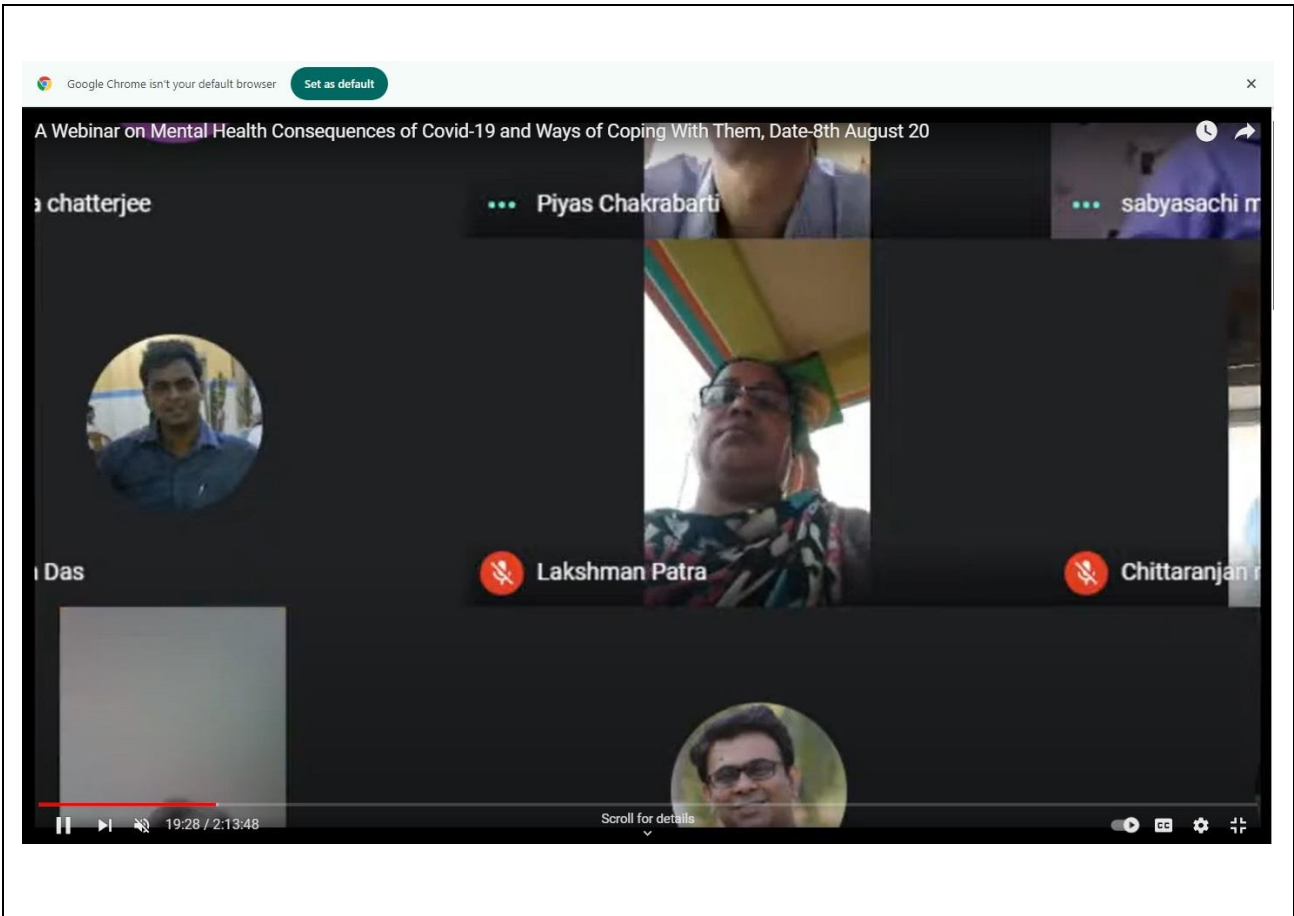 Google Chrome isn't your default browser Set as default
A Webinar on Mental Health Consequences of Covid-19 and Ways of Coping With Them, Date-8th August 20
a chatterjee Piyas Chakrabarti sabyasachi m
Das Lakshman Patra Chittaranjan
19:28 / 2:13:48 Scroll for details CC